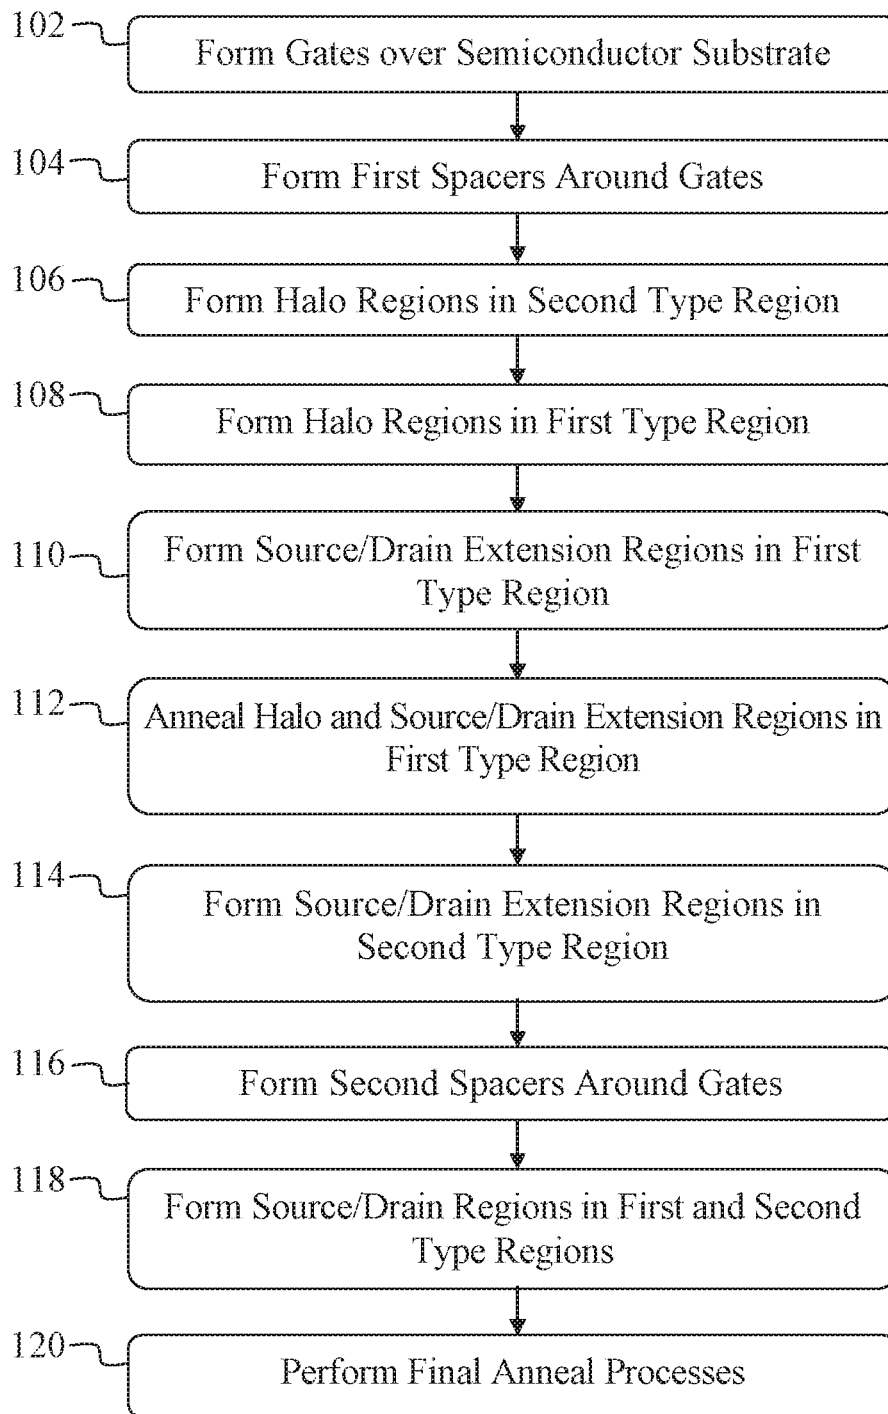 102
Form Gates over Semiconductor Substrate
104
Form First Spacers Around Gates
106
Form Halo Regions in Second Type Region
108
Form Halo Regions in First Type Region
110
Form Source/Drain Extension Regions in First
Type Region
112
Anneal Halo and Source/Drain Extension Regions in
First Type Region
114
Form Source/Drain Extension Regions in
Second Type Region
116
Form Second Spacers Around Gates
118
Form Source/Drain Regions in First and Second
Type Regions
120
Perform Final Anneal Processes